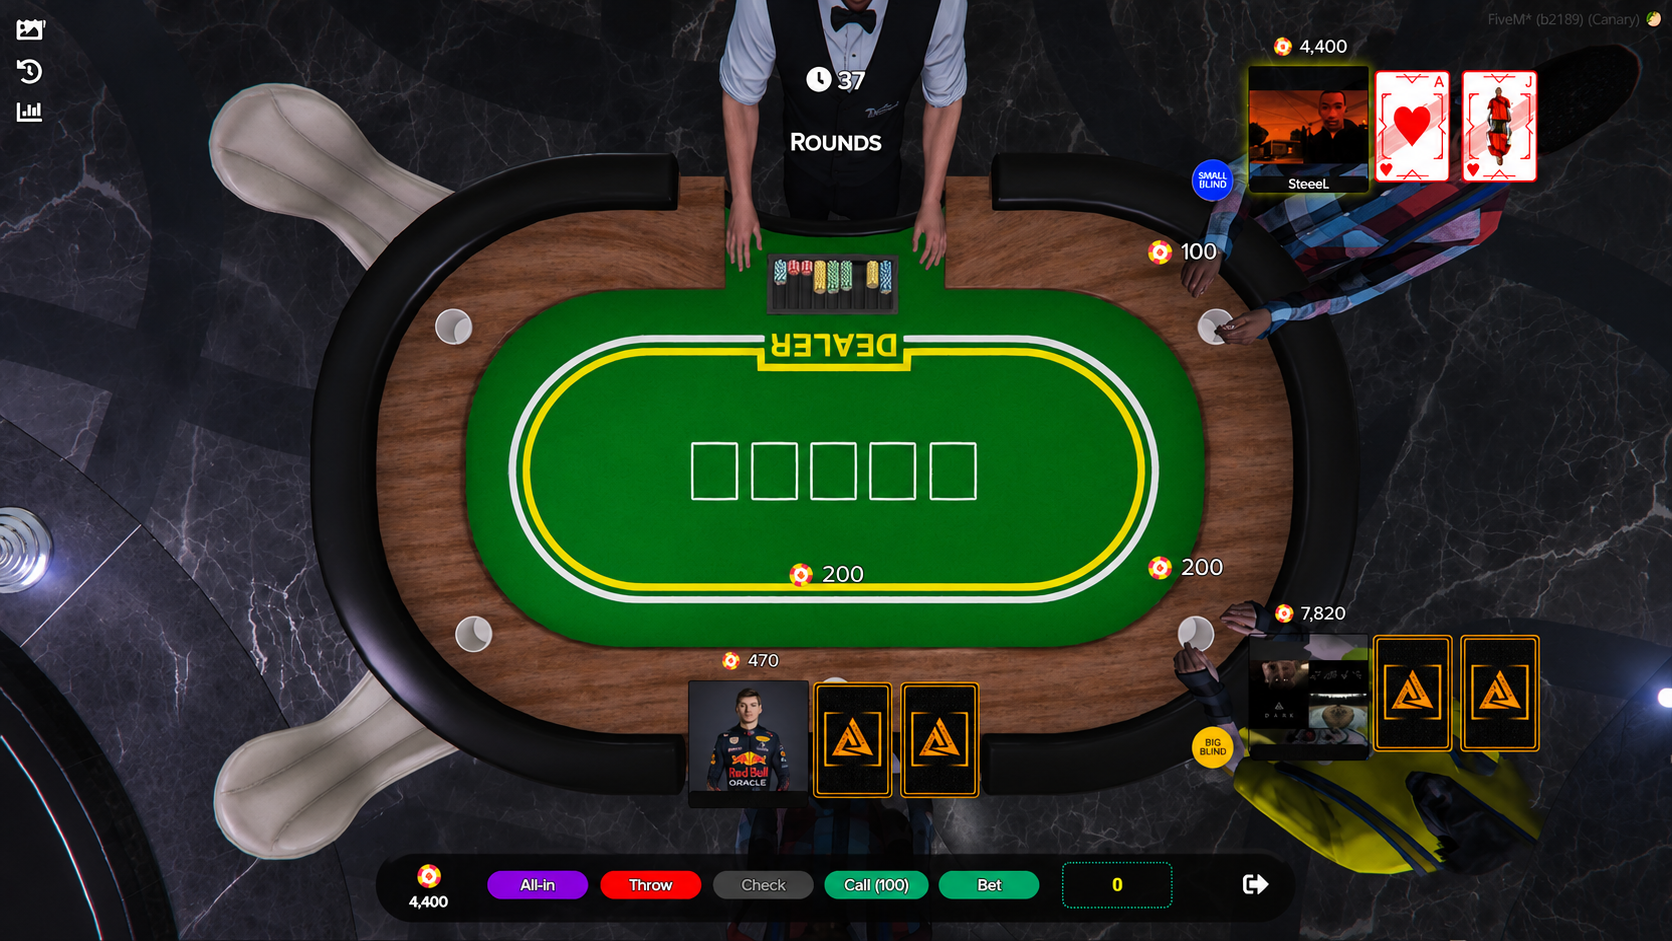 FiveM* (b2189) (Canary)
4,400
37
ROUNDS
A
J
SMALL
BLIND
SteeeL
100
DEALER
200
200
7,820
470
DARK
BIG
BLIND
Red Bull
ORACLE
4,400
All-in
Throw
Check
Call (100)
Bet
0